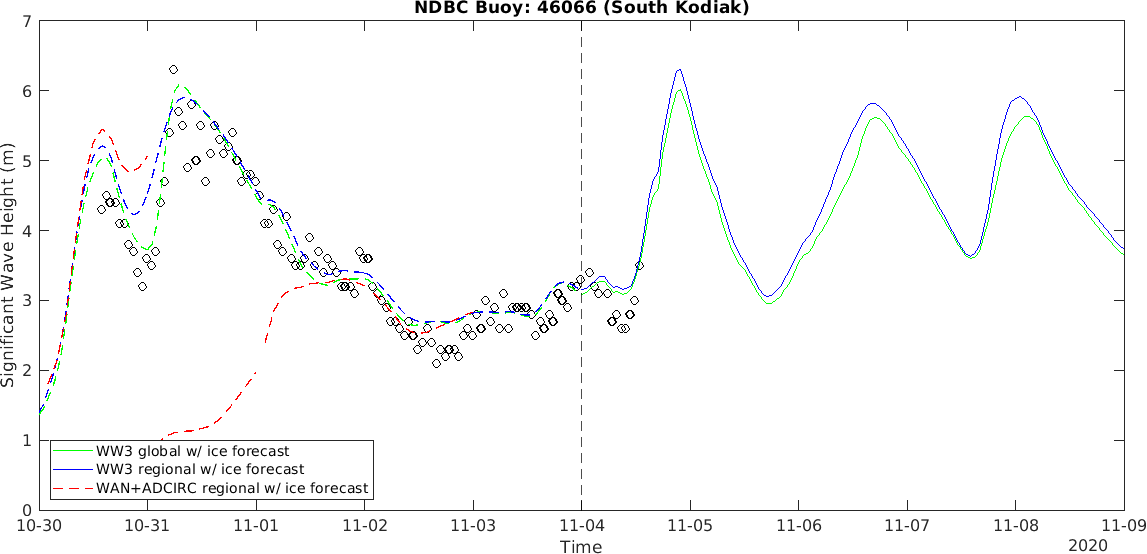 NDBC Buoy: 46066 (South Kodiak)
7
6
5
4
3
2
1
0
Significant Wave Height (m)
WW3 global w/ ice forecast
WW3 regional w/ ice forecast
WAN+ADCIRC regional w/ ice forecast
10-30 10-31 11-01 11-02 11-03 11-04 11-05 11-06 11-07 11-08 11-09
Time
2020